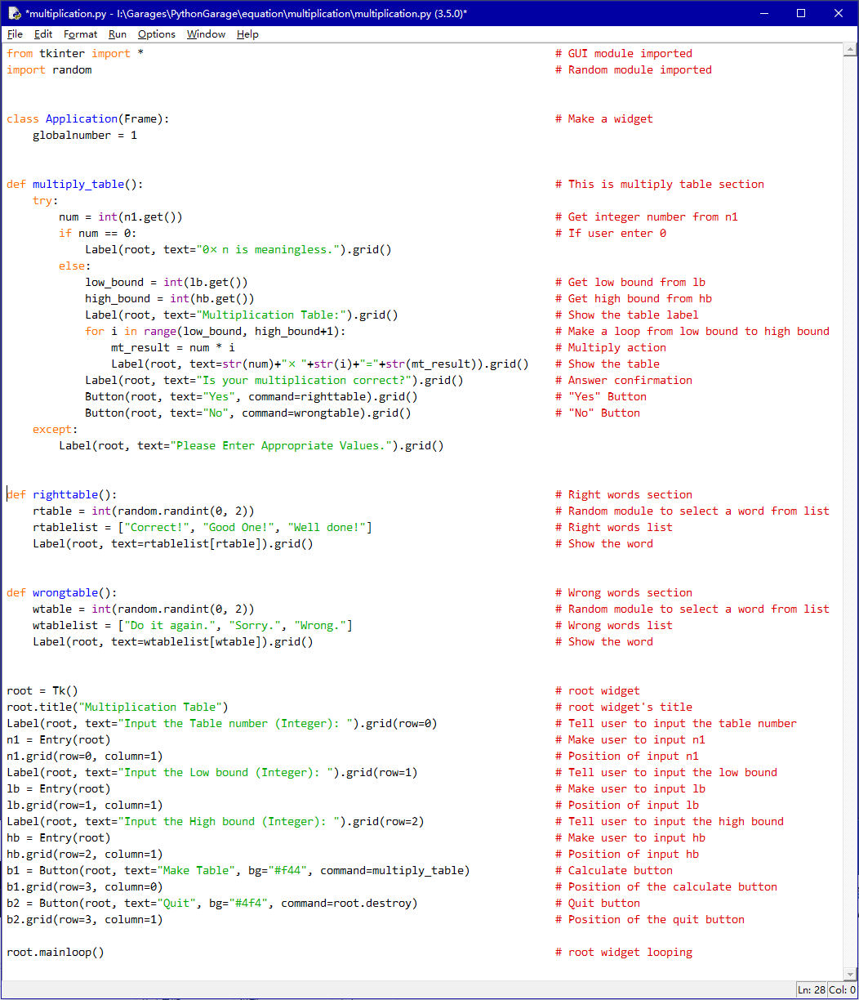 *multiplication.py - I:\Garages\PythonGarage\equation\multiplication\multiplication.py (3.5.0)*
File Edit Format Run Options Window Help
from tkinter import * # GUI module imported
import random # Random module imported
class Application(Frame): # Make a widget
    globalnumber = 1
def multiply_table(): # This is multiply table section
    try:
        num = int(n1.get()) # Get integer number from n1
        if num == 0: # If user enter 0
            Label(root, text="0× n is meaningless.").grid()
        else:
            low_bound = int(lb.get()) # Get low bound from lb
            high_bound = int(hb.get()) # Get high bound from hb
            Label(root, text="Multiplication Table:").grid() # Show the table label
            for i in range(low_bound, high_bound+1): # Make a loop from low bound to high bound
                mt_result = num * i # Multiply action
                Label(root, text=str(num)+"× "+str(i)+"="+str(mt_result)).grid() # Show the table
            Label(root, text="Is your multiplication correct?").grid() # Answer confirmation
            Button(root, text="Yes", command=righttable).grid() # "Yes" Button
            Button(root, text="No", command=wrongtable).grid() # "No" Button
    except:
        Label(root, text="Please Enter Appropriate Values.").grid()
def righttable(): # Right words section
    rtable = int(random.randint(0, 2)) # Random module to select a word from list
    rtablelist = ["Correct!", "Good One!", "Well done!"] # Right words list
    Label(root, text=rtablelist[rtable]).grid() # Show the word
def wrongtable(): # Wrong words section
    wtable = int(random.randint(0, 2)) # Random module to select a word from list
    wtablelist = ["Do it again.", "Sorry.", "Wrong."] # Wrong words list
    Label(root, text=wtablelist[wtable]).grid() # Show the word
root = Tk() # root widget
root.title("Multiplication Table") # root widget's title
Label(root, text="Input the Table number (Integer): ").grid(row=0) # Tell user to input the table number
n1 = Entry(root) # Make user to input n1
n1.grid(row=0, column=1) # Position of input n1
Label(root, text="Input the Low bound (Integer): ").grid(row=1) # Tell user to input the low bound
lb = Entry(root) # Make user to input lb
lb.grid(row=1, column=1) # Position of input lb
Label(root, text="Input the High bound (Integer): ").grid(row=2) # Tell user to input the high bound
hb = Entry(root) # Make user to input hb
hb.grid(row=2, column=1) # Position of input hb
b1 = Button(root, text="Make Table", bg="#f44", command=multiply_table) # Calculate button
b1.grid(row=3, column=0) # Position of the calculate button
b2 = Button(root, text="Quit", bg="#4f4", command=root.destroy) # Quit button
b2.grid(row=3, column=1) # Position of the quit button
root.mainloop() # root widget looping
Ln: 28 Col: 0